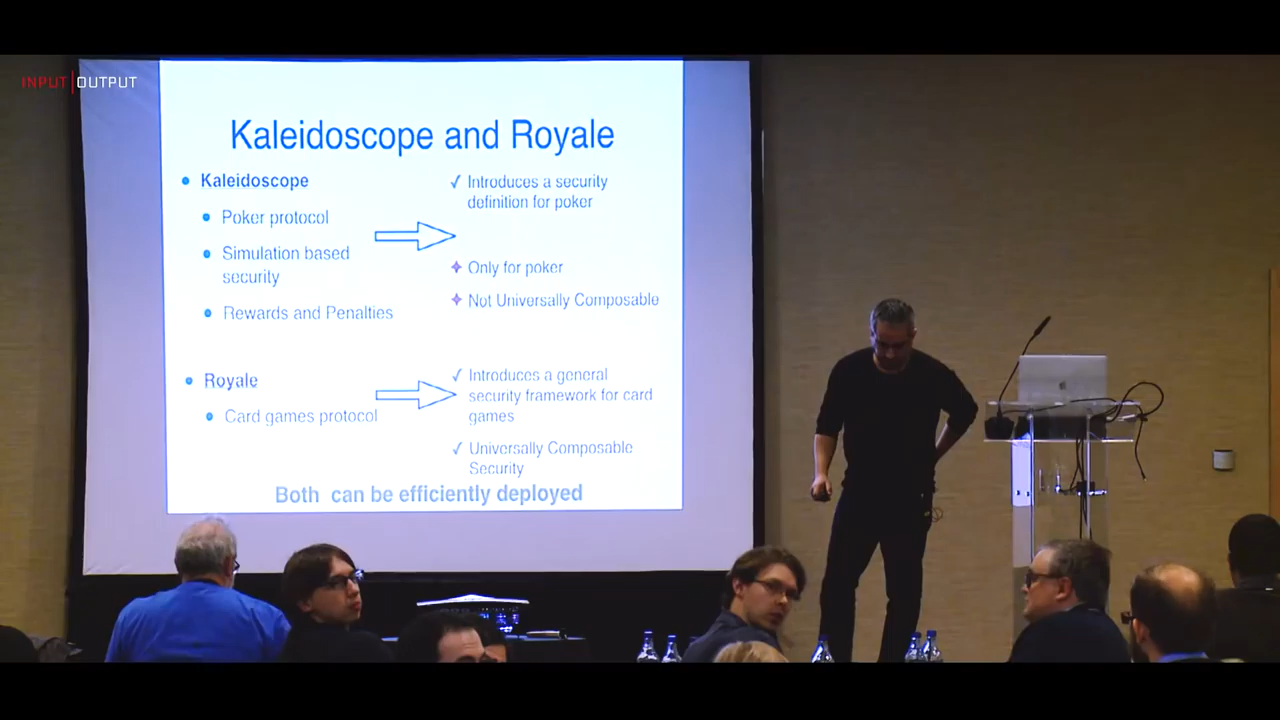 INPUT | OUTPUT
Kaleidoscope and Royale
• Kaleidoscope
• Poker protocol
• Simulation based
security
• Rewards and Penalties
✓ Introduces a security
definition for poker
✦ Only for poker
✦ Not Universally Composable
• Royale
• Card games protocol
✓ Introduces a general
security framework for card
games
✓ Universally Composable
Security
Both can be efficiently deployed